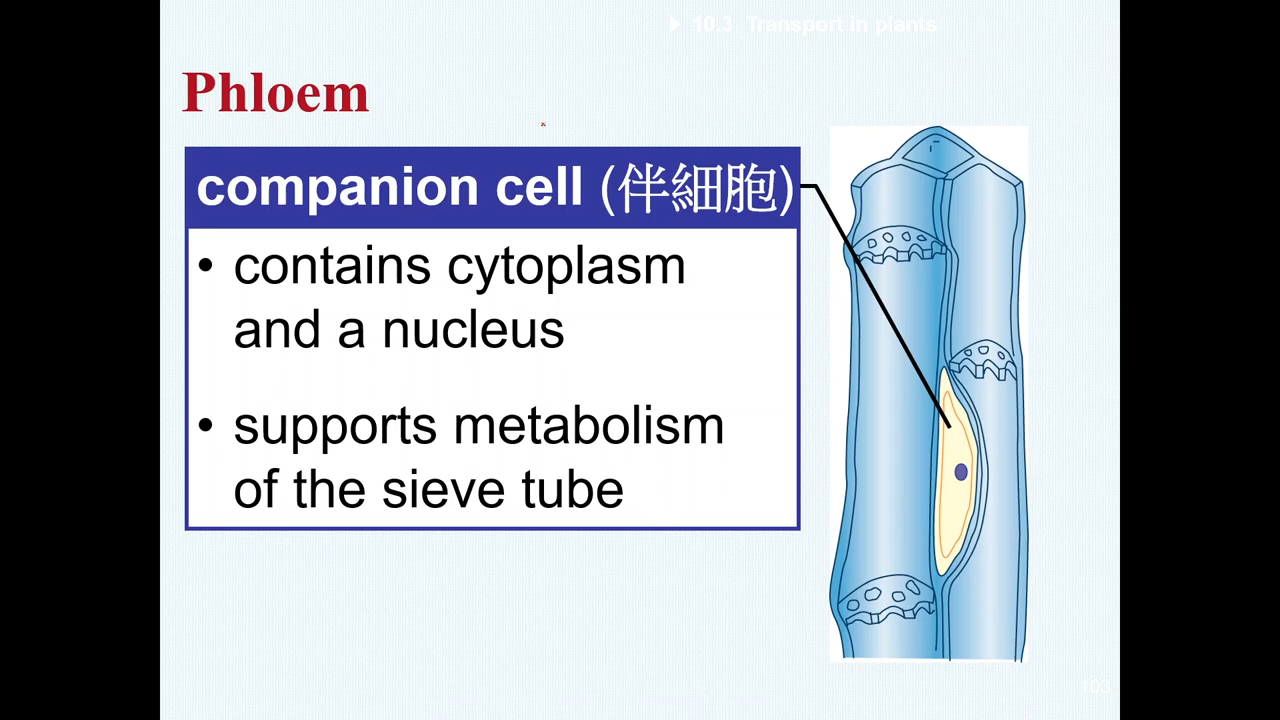 10.3 Transport in plants
Phloem
companion cell (伴細胞)
• contains cytoplasm
and a nucleus
• supports metabolism
of the sieve tube
103